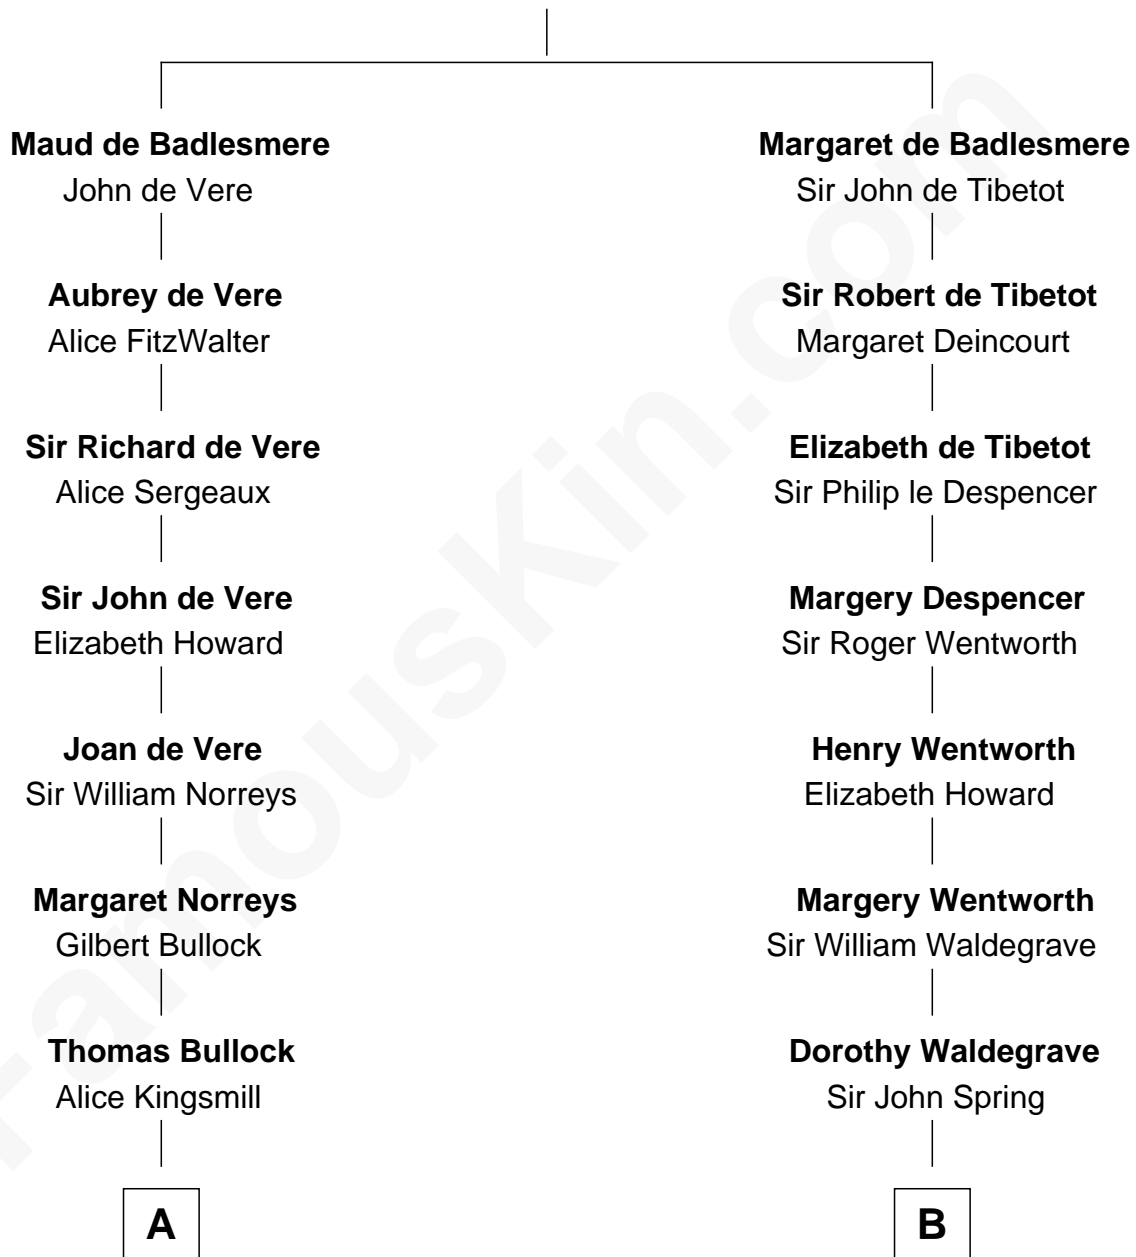 Maud de Badlesmere
John de Vere
Margaret de Badlesmere
Sir John de Tibetot
Aubrey de Vere
Alice FitzWalter
Sir Robert de Tibetot
Margaret Deincourt
Sir Richard de Vere
Alice Sergeaux
Elizabeth de Tibetot
Sir Philip le Despencer
Sir John de Vere
Elizabeth Howard
Margery Despencer
Sir Roger Wentworth
Joan de Vere
Sir William Norreys
Henry Wentworth
Elizabeth Howard
Margaret Norreys
Gilbert Bullock
Margery Wentworth
Sir William Waldegrave
Thomas Bullock
Alice Kingsmill
Dorothy Waldegrave
Sir John Spring
A
B
FamousKin.com